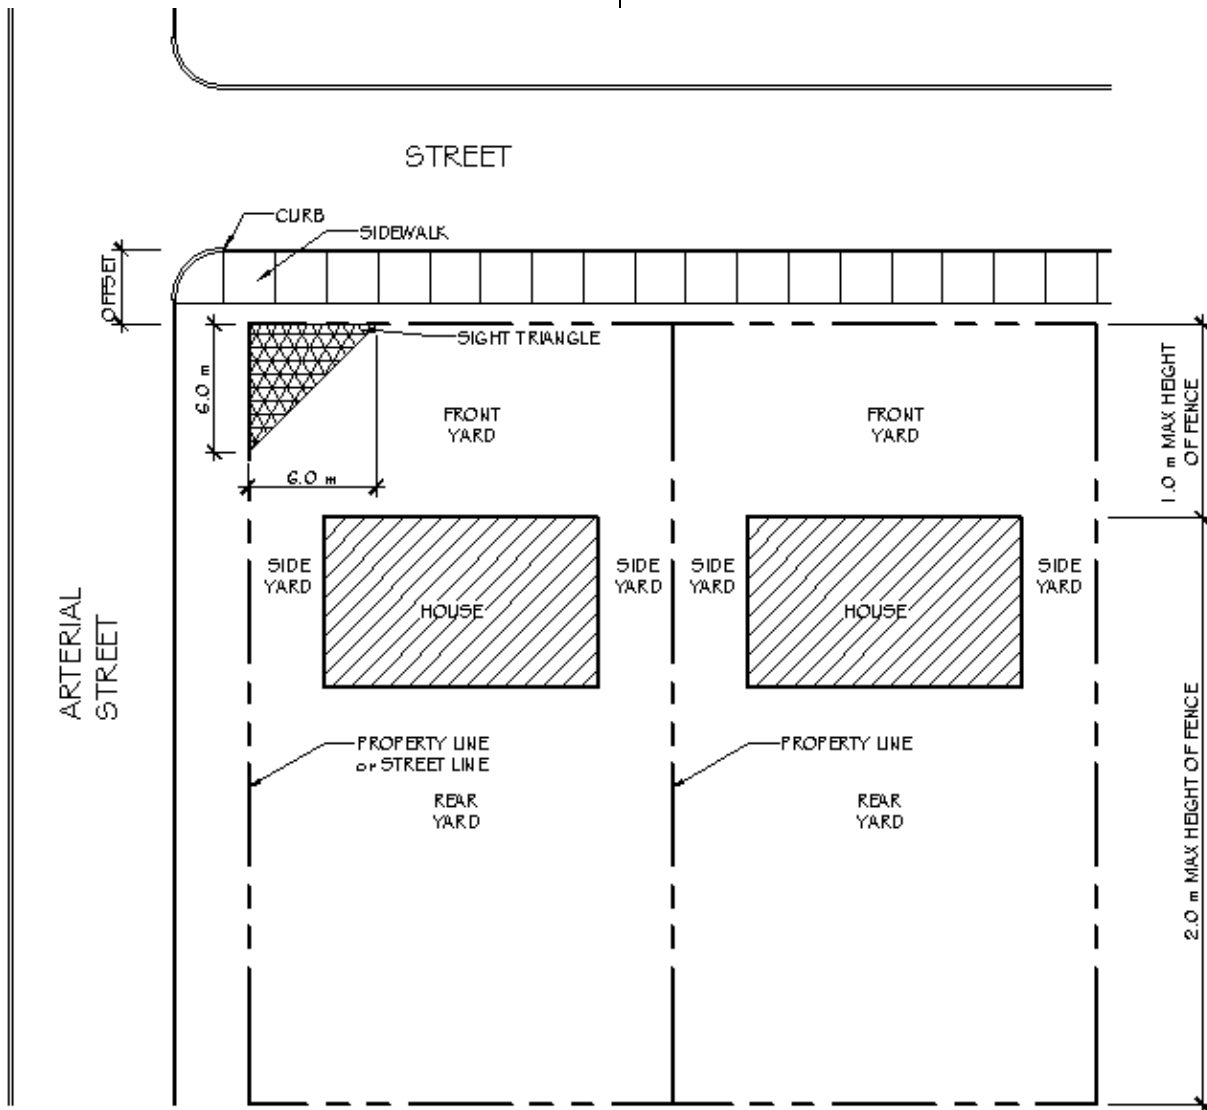 STREET
CURB
SIDEWALK
OFFSET
SIGHT TRIANGLE
6.0 m
6.0 m
FRONT
YARD
FRONT
YARD
1.0 m MAX HEIGHT
OF FENCE
SIDE
YARD
HOUSE
SIDE
YARD
SIDE
YARD
HOUSE
SIDE
YARD
ARTERIAL
STREET
PROPERTY LINE
or STREET LINE
PROPERTY LINE
REAR
YARD
REAR
YARD
2.0 m MAX HEIGHT OF FENCE